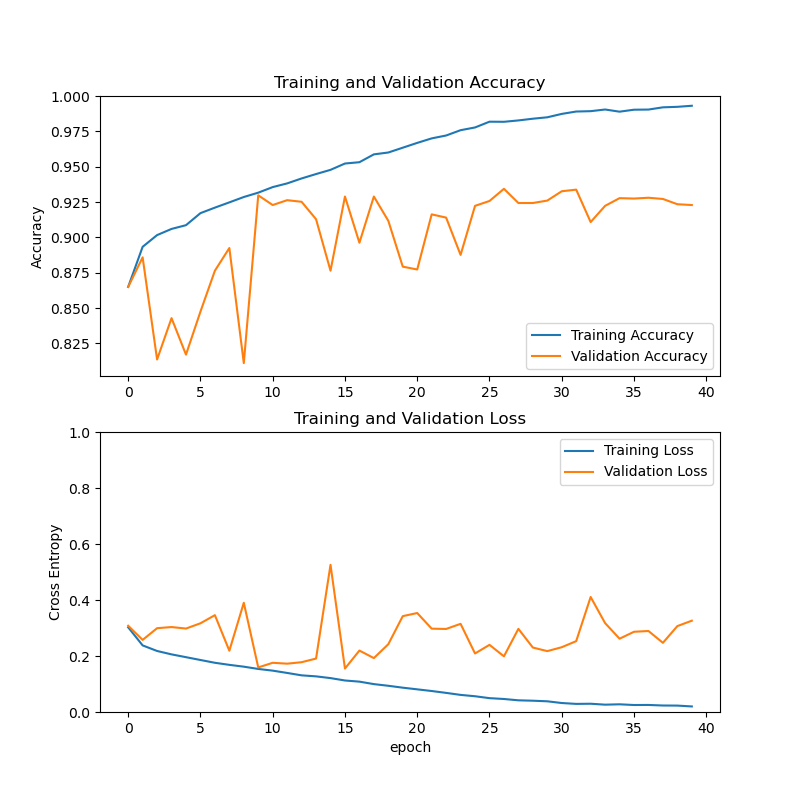 Training and Validation Accuracy
1.000
0.975
0.950
0.925
0.900
0.875
0.850
0.825
Accuracy
Training Accuracy
Validation Accuracy
0 5 10 15 20 25 30 35 40
Training and Validation Loss
1.0
0.8
0.6
0.4
0.2
0.0
Cross Entropy
Training Loss
Validation Loss
0 5 10 15 20 25 30 35 40
epoch